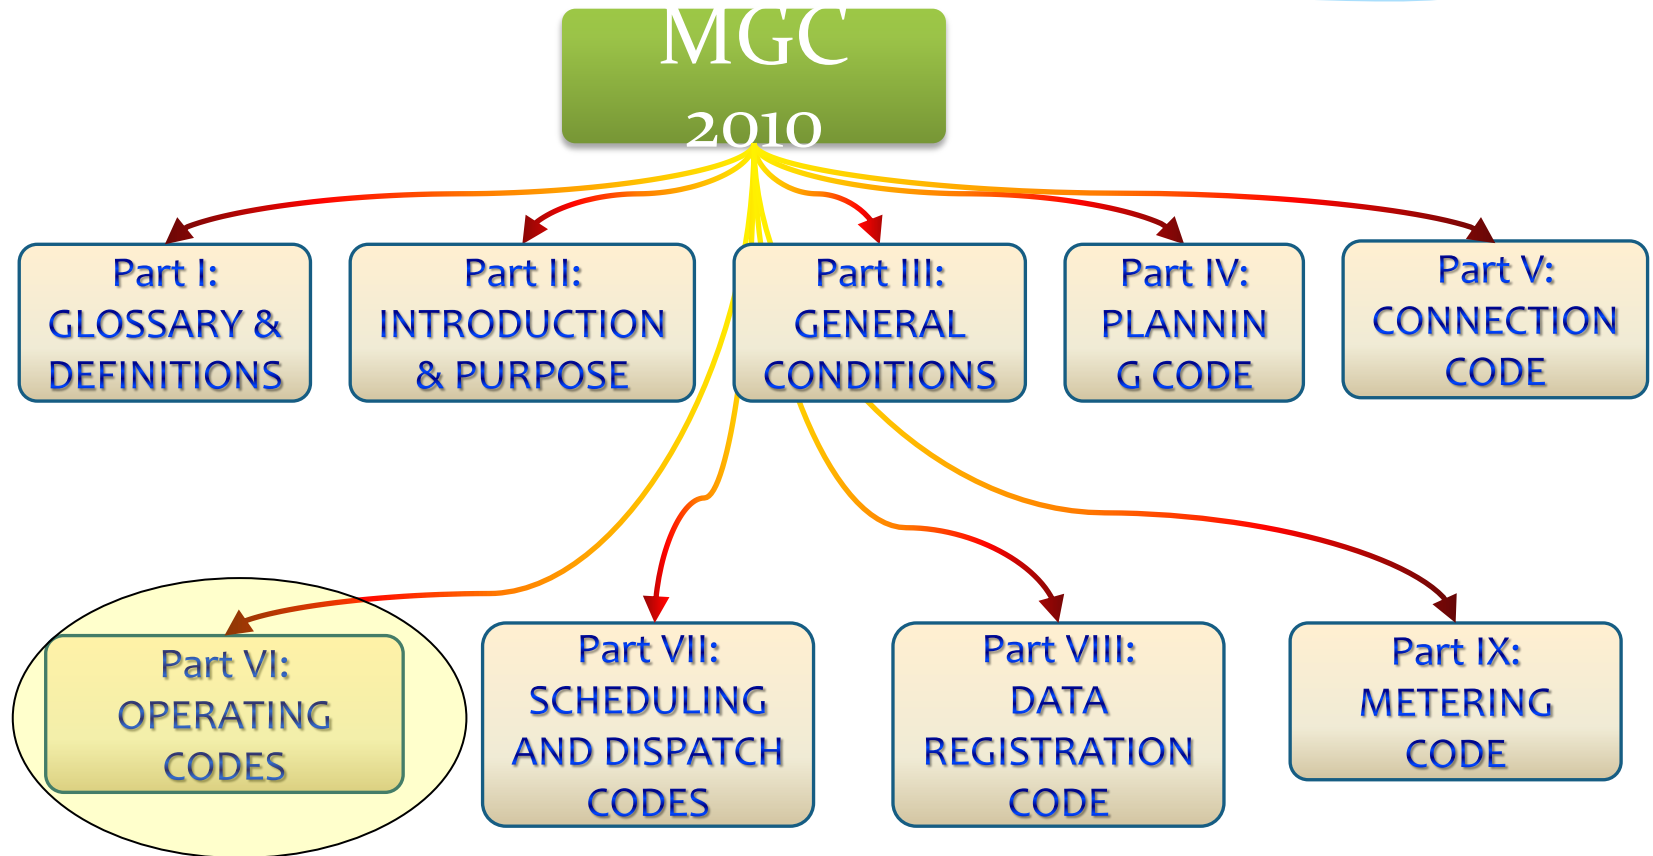 MGC
2010
Part I:
GLOSSARY &
DEFINITIONS
Part II:
INTRODUCTION
& PURPOSE
Part III:
GENERAL
CONDITIONS
Part IV:
PLANNIN
G CODE
Part V:
CONNECTION
CODE
Part VI:
OPERATING
CODES
Part VII:
SCHEDULING
AND DISPATCH
CODES
Part VIII:
DATA
REGISTRATION
CODE
Part IX:
METERING
CODE